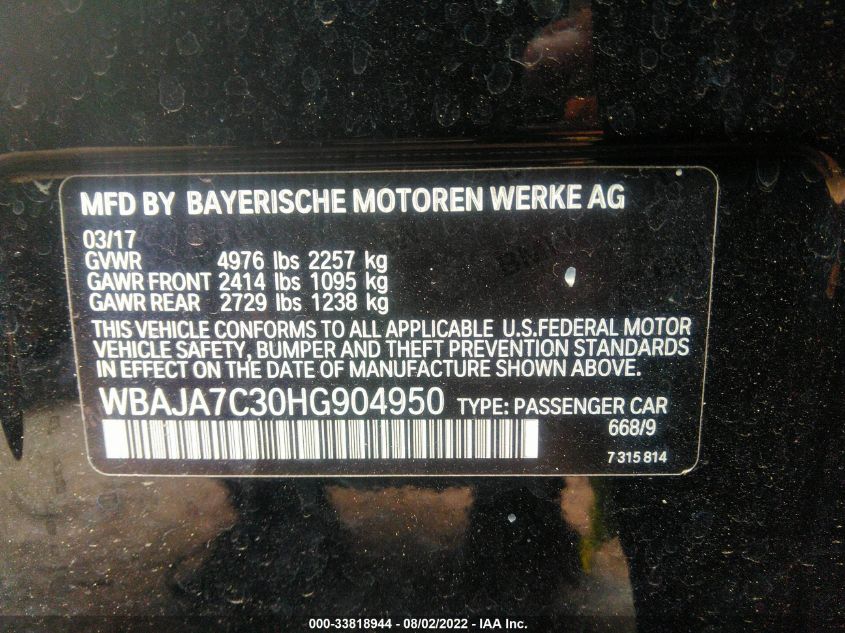 MFD BY BAYERISCHE MOTOREN WERKE AG
03/17
GVWR 4976 lbs 2257 kg
GAWR FRONT 2414 lbs 1095 kg
GAWR REAR 2729 lbs 1238 kg
THIS VEHICLE CONFORMS TO ALL APPLICABLE U.S.FEDERAL MOTOR
VEHICLE SAFETY, BUMPER AND THEFT PREVENTION STANDARDS
IN EFFECT ON THE DATE OF MANUFACTURE SHOWN ABOVE.
WBAJA7C30HG904950 TYPE: PASSENGER CAR
668/9
7 315 814
000-33818944 - 08/02/2022 - IAA Inc.